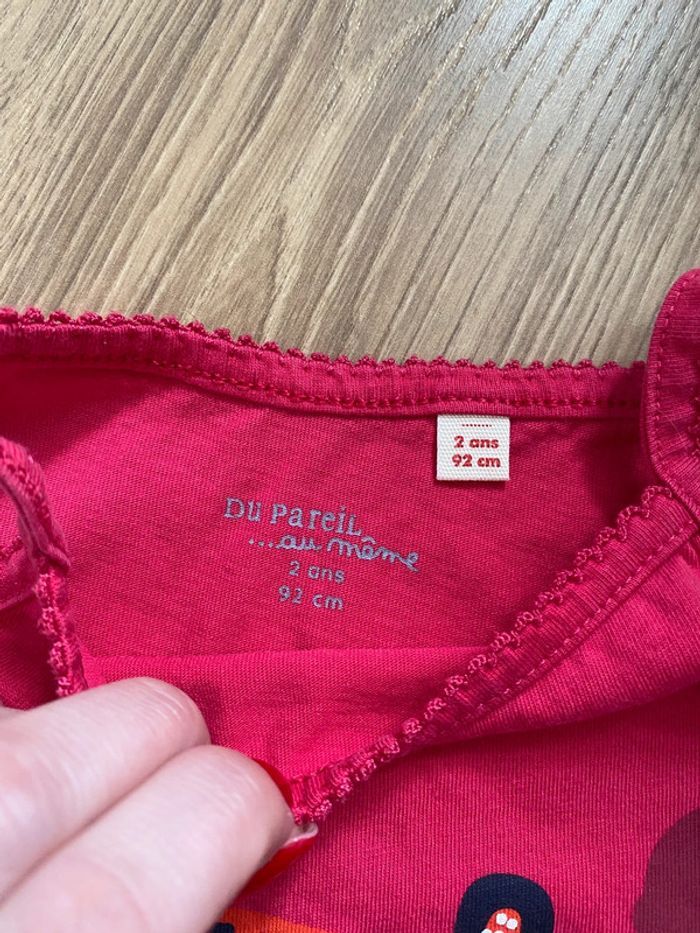 2 ans
92 cm
Du Pareil
...au même
2 ans
92 cm